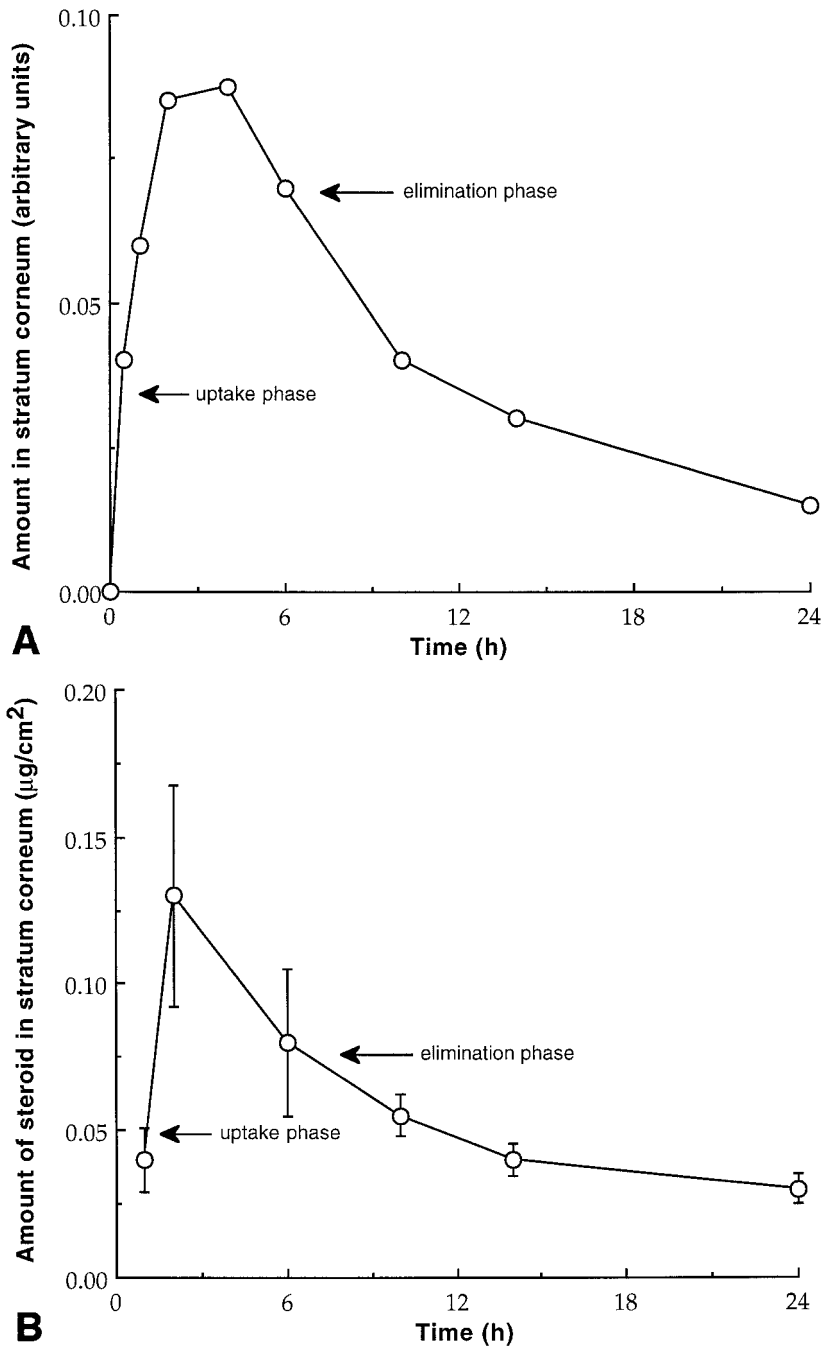 0.10
0.05
0.00
Amount in stratum corneum (arbitrary units)
elimination phase
uptake phase
0 6 12 18 24
Time (h)
A
0.20
0.15
0.10
0.05
0.00
Amount of steroid in stratum corneum (μg/cm²)
elimination phase
uptake phase
0 6 12 18 24
Time (h)
B